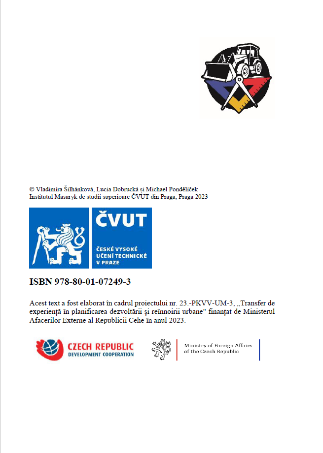 © Vladimíra Šilhánková, Lucia Dobrucká si Michael Pondělíček
Institutul Masaryk de studii superioare ČVUT din Praga, Praga 2023
ČVUT
ČESKÉ VYSOKÉ
UČENÍ TECHNICKÉ
V PRAZE
ISBN 978-80-01-07249-3
Acest text a fost elaborat în cadrul proiectului nr. 23.-PKVV-UM-3, „Transfer de
experiență în planificarea dezvoltării și reînnoirii urbane" finanțat de Ministerul
Afacerilor Externe al Republicii Cehe în anul 2023.
CZECH REPUBLIC
DEVELOPMENT COOPERATION
Ministry of Foreign Affairs
of the Czech Republic